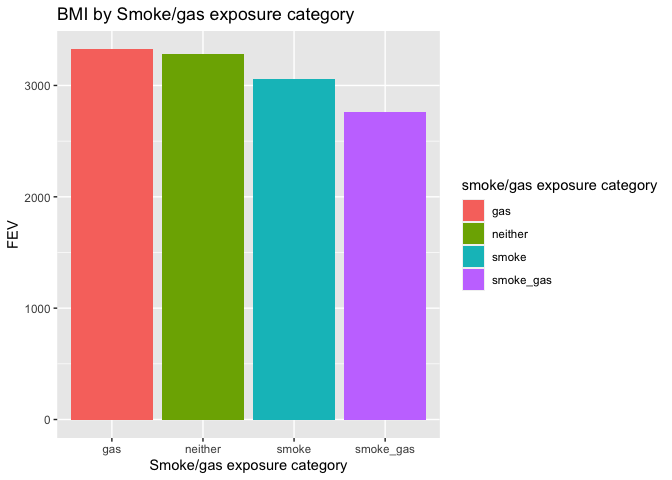 BMI by Smoke/gas exposure category
3000
2000
1000
0
FEV
gas neither smoke smoke_gas
Smoke/gas exposure category
smoke/gas exposure category
gas
neither
smoke
smoke_gas